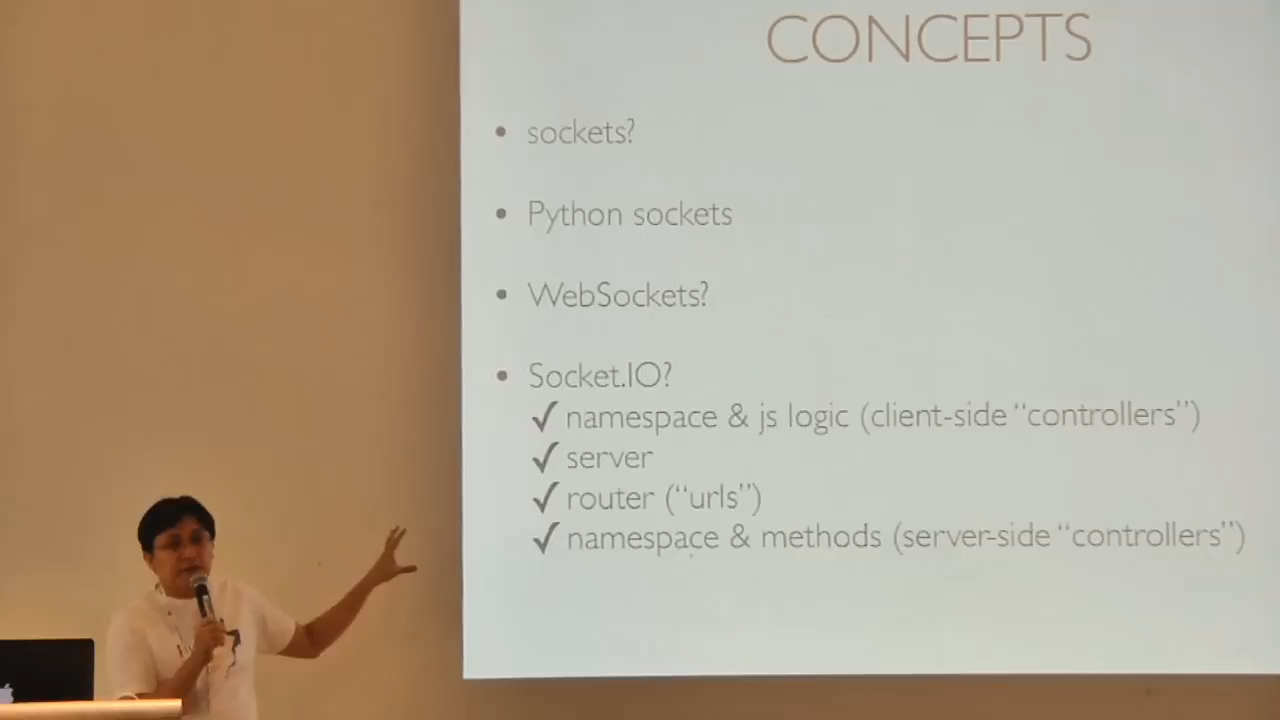 CONCEPTS
• sockets?
• Python sockets
• WebSockets?
• Socket.IO?
✓ namespace & js logic (client-side “controllers”)
✓ server
✓ router (“urls”)
✓ namespace & methods (server-side “controllers”)